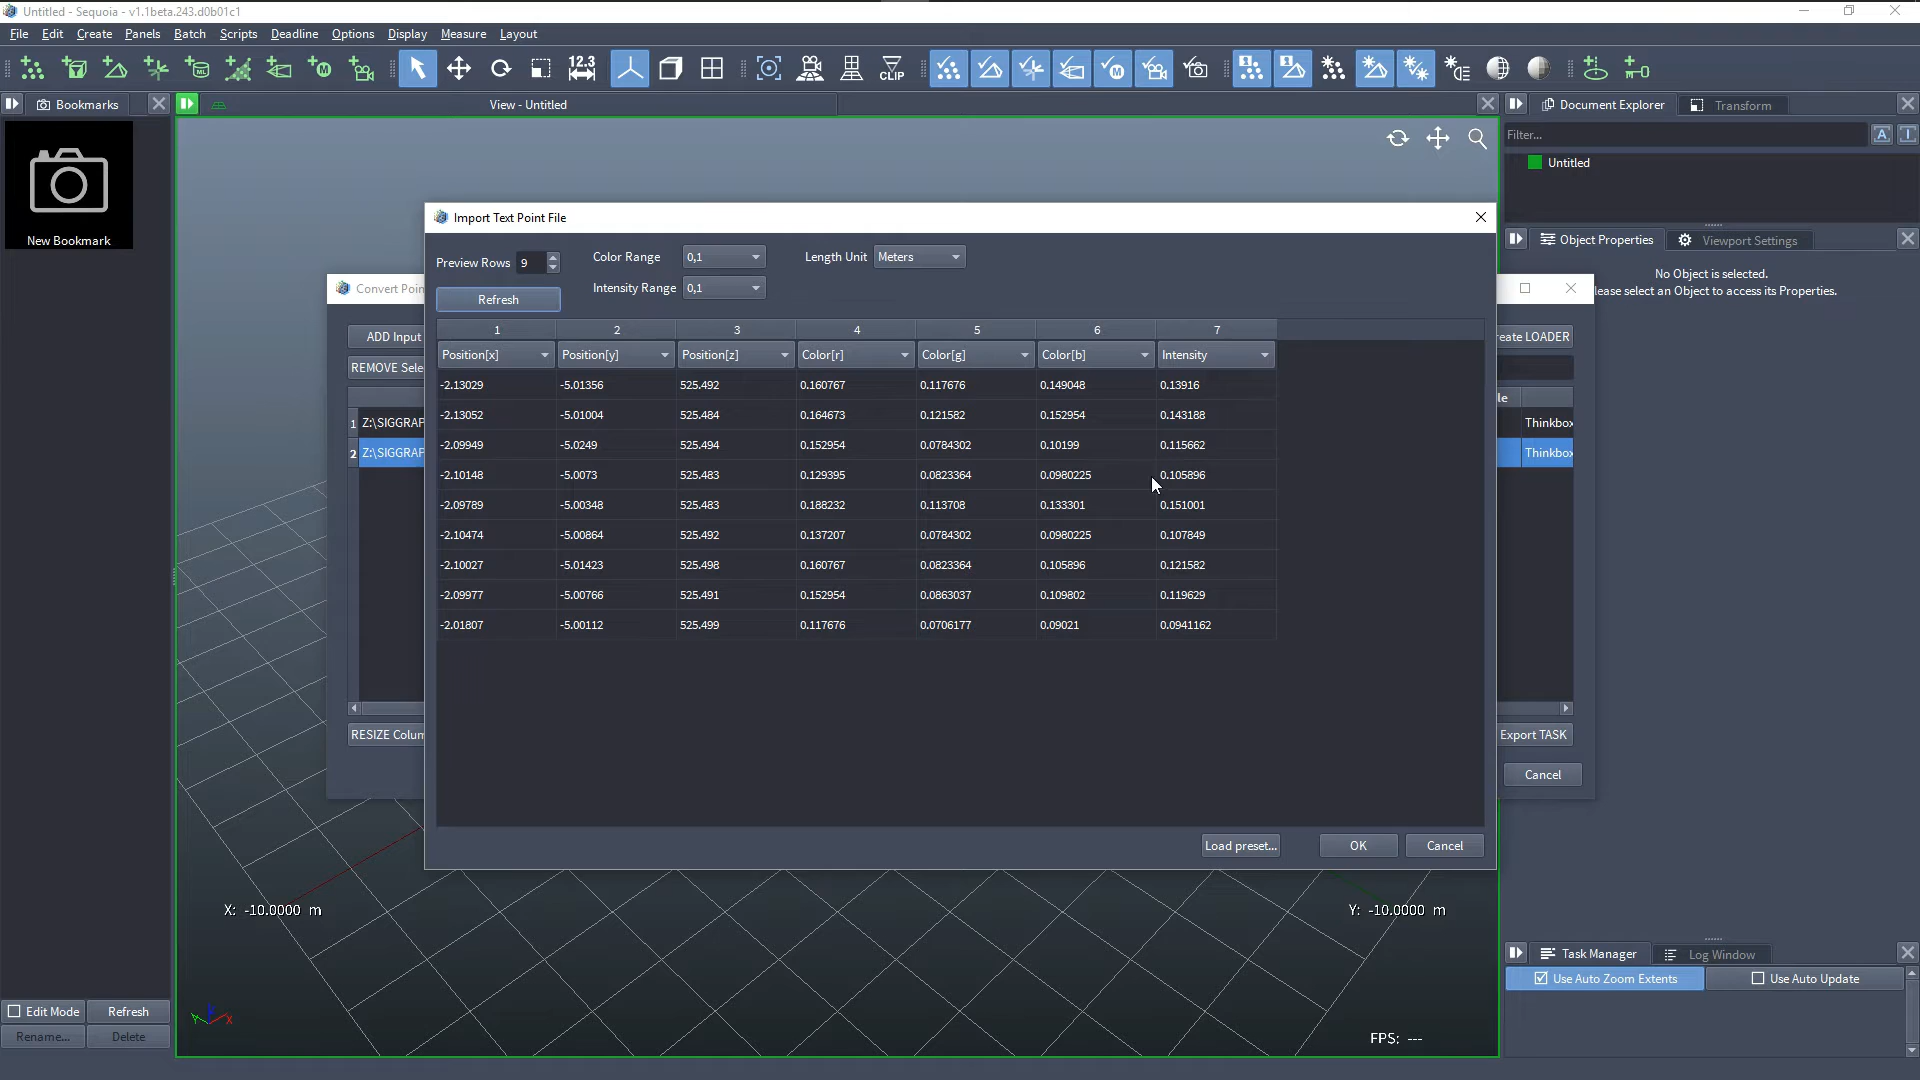 Untitled - Sequoia - v1.1beta.243.d0b01c1
File Edit Create Panels Batch Scripts Deadline Options Display Measure Layout
ML M 12.3 CLIP M 1 1
Bookmarks View - Untitled Document Explorer Transform
Filter... A I
Untitled
New Bookmark
Import Text Point File
Object Properties Viewport Settings
Preview Rows 9 Color Range 0,1 Length Unit Meters
Intensity Range 0,1
Refresh
No Object is selected.
lease select an Object to access its Properties.
Convert Poin
ADD Input
REMOVE Sele
reate LOADER
le
1 2 3 4 5 6 7
Position[x] Position[y] Position[z] Color[r] Color[g] Color[b] Intensity
-2.13029 -5.01356 525.492 0.160767 0.117676 0.149048 0.13916
-2.13052 -5.01004 525.484 0.164673 0.121582 0.152954 0.143188
-2.09949 -5.0249 525.494 0.152954 0.0784302 0.10199 0.115662
-2.10148 -5.0073 525.483 0.129395 0.0823364 0.0980225 0.105896
-2.09789 -5.00348 525.483 0.188232 0.113708 0.133301 0.151001
-2.10474 -5.00864 525.492 0.137207 0.0784302 0.0980225 0.107849
-2.10027 -5.01423 525.498 0.160767 0.0823364 0.105896 0.121582
-2.09977 -5.00766 525.491 0.152954 0.0863037 0.109802 0.119629
-2.01807 -5.00112 525.499 0.117676 0.0706177 0.09021 0.0941162
1 Z:\SIGGRAF Thinkbox
2 Z:\SIGGRAF Thinkbox
RESIZE Colum
Export TASK
Cancel
Load preset... OK Cancel
X: -10.0000 m
Y: -10.0000 m
Y X
FPS: ---
Task Manager Log Window
Use Auto Zoom Extents Use Auto Update
Edit Mode Refresh
Rename... Delete